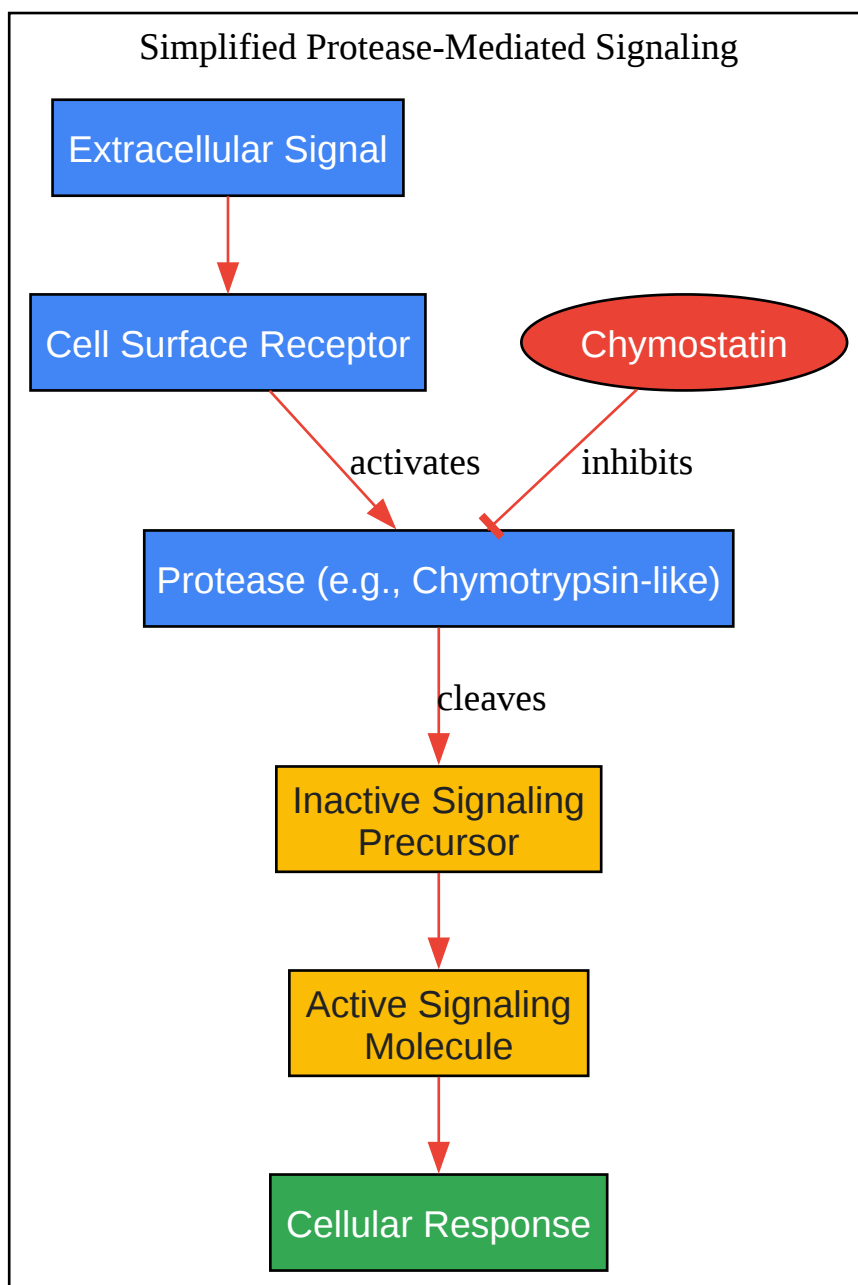 Simplified Protease-Mediated Signaling
Extracellular Signal
Cell Surface Receptor
Chymostatin
activates
inhibits
Protease (e.g., Chymotrypsin-like)
cleaves
Inactive Signaling
Precursor
Active Signaling
Molecule
Cellular Response